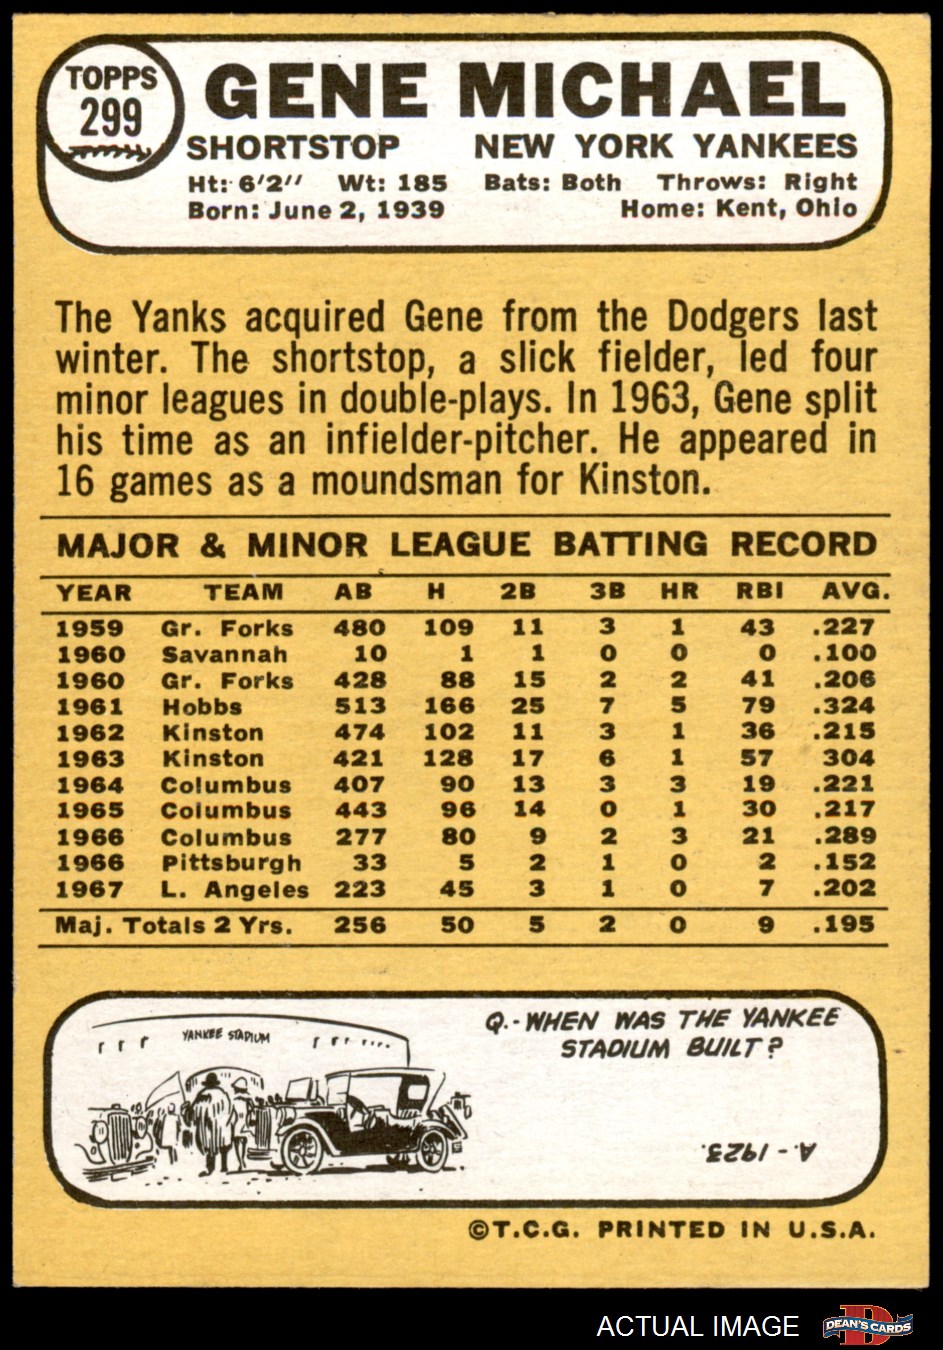 TOPPS
299
GENE MICHAEL
SHORTSTOP NEW YORK YANKEES
Ht: 6'2" Wt: 185 Bats: Both Throws: Right
Born: June 2, 1939 Home: Kent, Ohio
The Yanks acquired Gene from the Dodgers last
winter. The shortstop, a slick fielder, led four
minor leagues in double-plays. In 1963, Gene split
his time as an infielder-pitcher. He appeared in
16 games as a moundsman for Kinston.
MAJOR & MINOR LEAGUE BATTING RECORD
YEAR TEAM AB H 2B 3B HR RBI AVG.
1959 Gr. Forks 480 109 11 3 1 43 .227
1960 Savannah 10 1 1 0 0 0 .100
1960 Gr. Forks 428 88 15 2 2 41 .206
1961 Hobbs 513 166 25 7 5 79 .324
1962 Kinston 474 102 11 3 1 36 .215
1963 Kinston 421 128 17 6 1 57 304
1964 Columbus 407 90 13 3 3 19 .221
1965 Columbus 443 96 14 0 1 30 .217
1966 Columbus 277 80 9 2 3 21 .289
1966 Pittsburgh 33 5 2 1 0 2 .152
1967 L. Angeles 223 45 3 1 0 7 .202
Maj. Totals 2 Yrs. 256 50 5 2 0 9 .195
YANKEE STADIUM
Q.- WHEN WAS THE YANKEE
STADIUM BUILT?
A.- 1923.
©T.C.G. PRINTED IN U.S.A.
ACTUAL IMAGE
DEAN'S CARDS